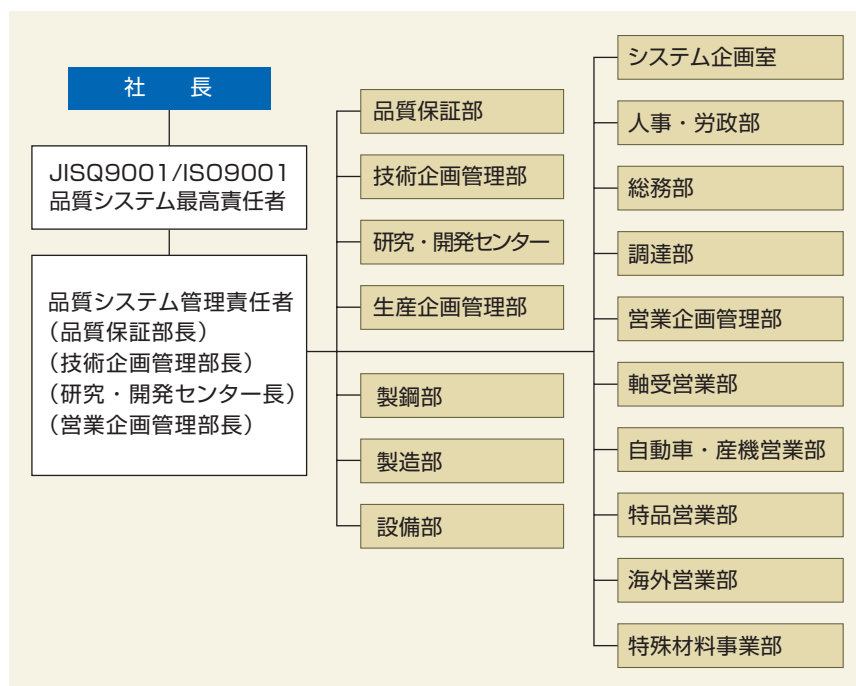 社　長
JISQ9001/ISO9001
品質システム最高責任者
品質システム管理責任者
（品質保証部長）
（技術企画管理部長）
（研究・開発センター長）
（営業企画管理部長）
品質保証部
技術企画管理部
研究・開発センター
生産企画管理部
製鋼部
製造部
設備部
システム企画室
人事・労政部
総務部
調達部
営業企画管理部
軸受営業部
自動車・産機営業部
特品営業部
海外営業部
特殊材料事業部